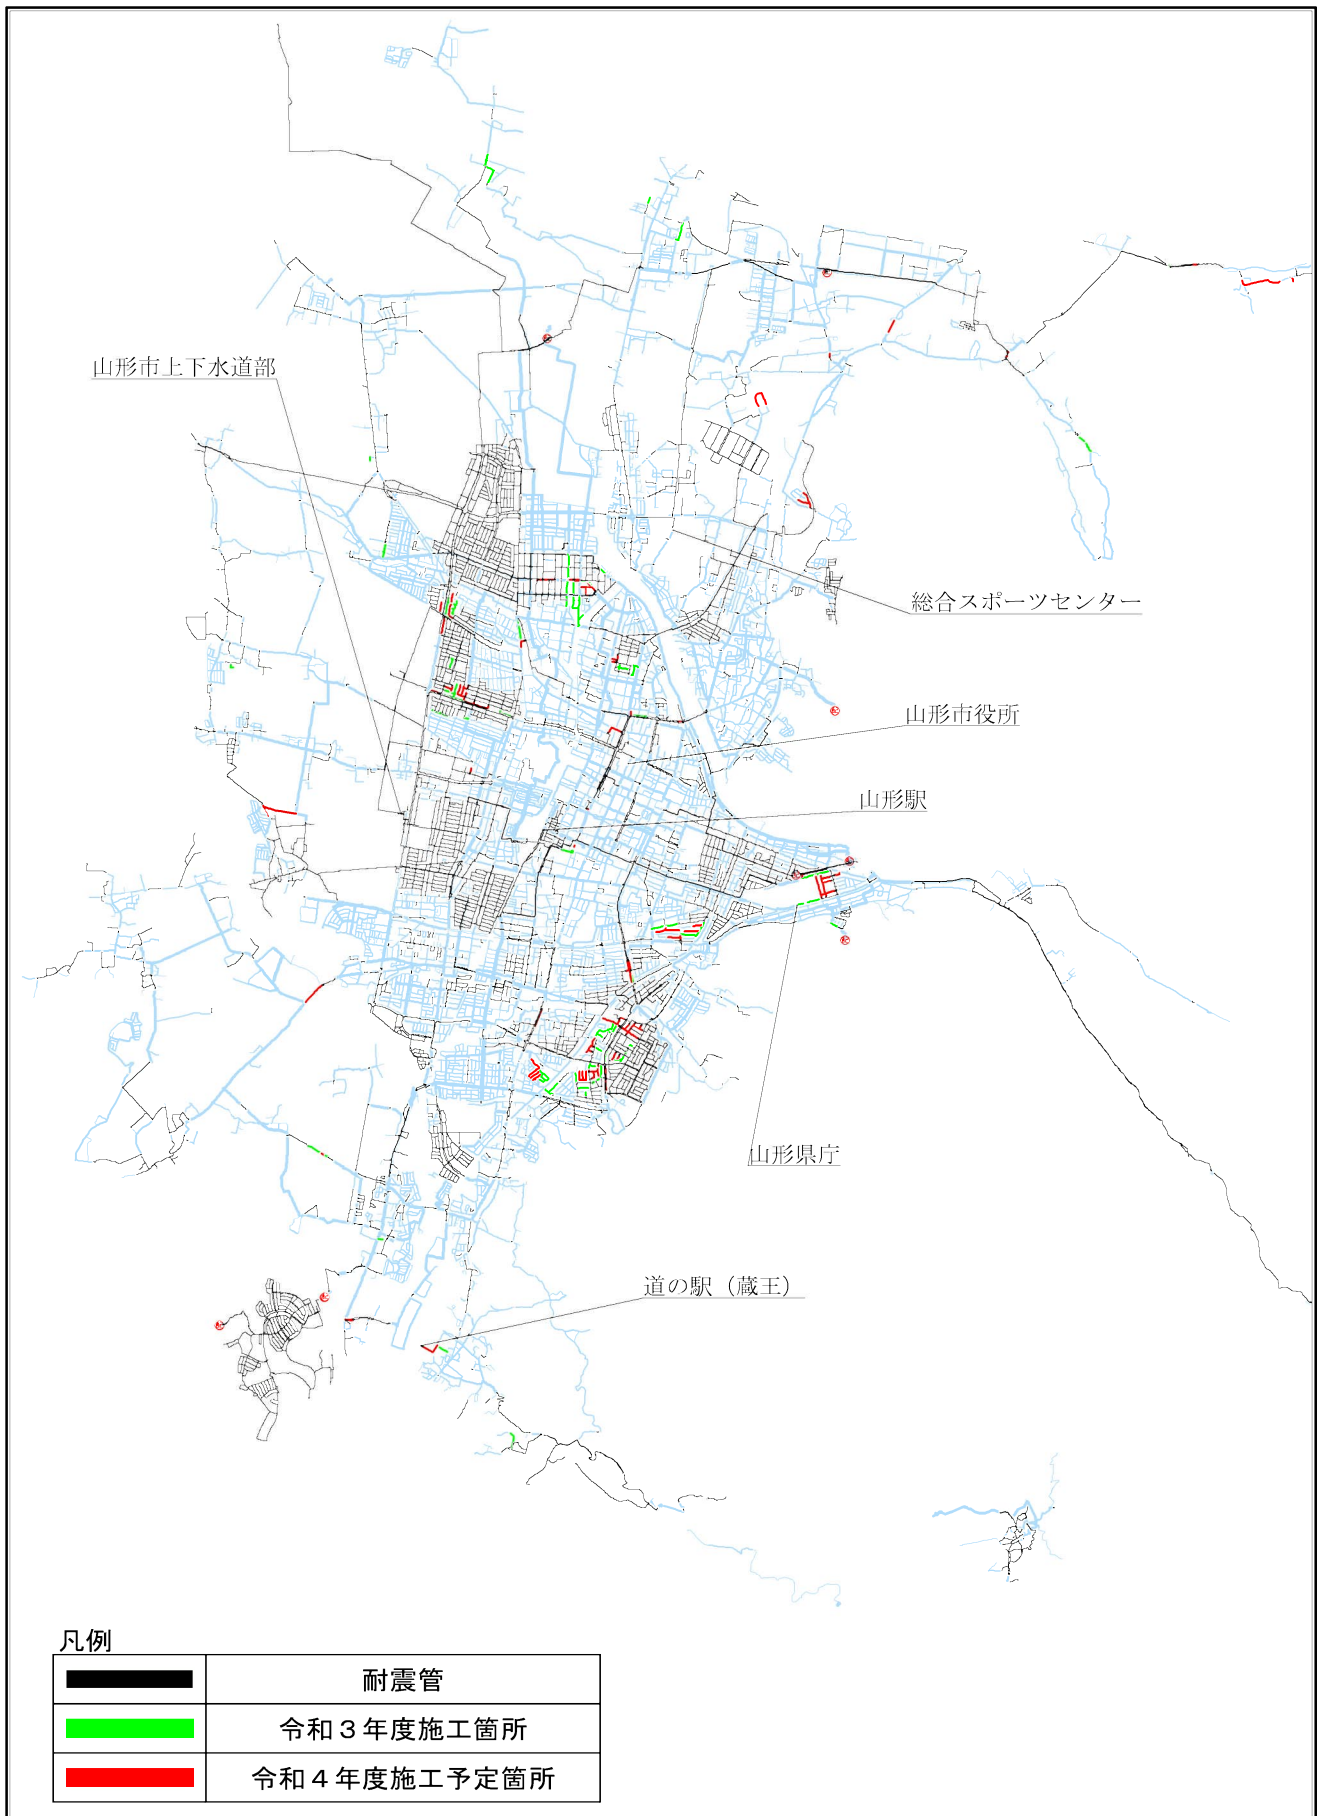 山形市上下水道部
総合スポーツセンター
山形市役所
山形駅
山形県庁
道の駅（蔵王）
凡例
耐震管
令和３年度施工箇所
令和４年度施工予定箇所